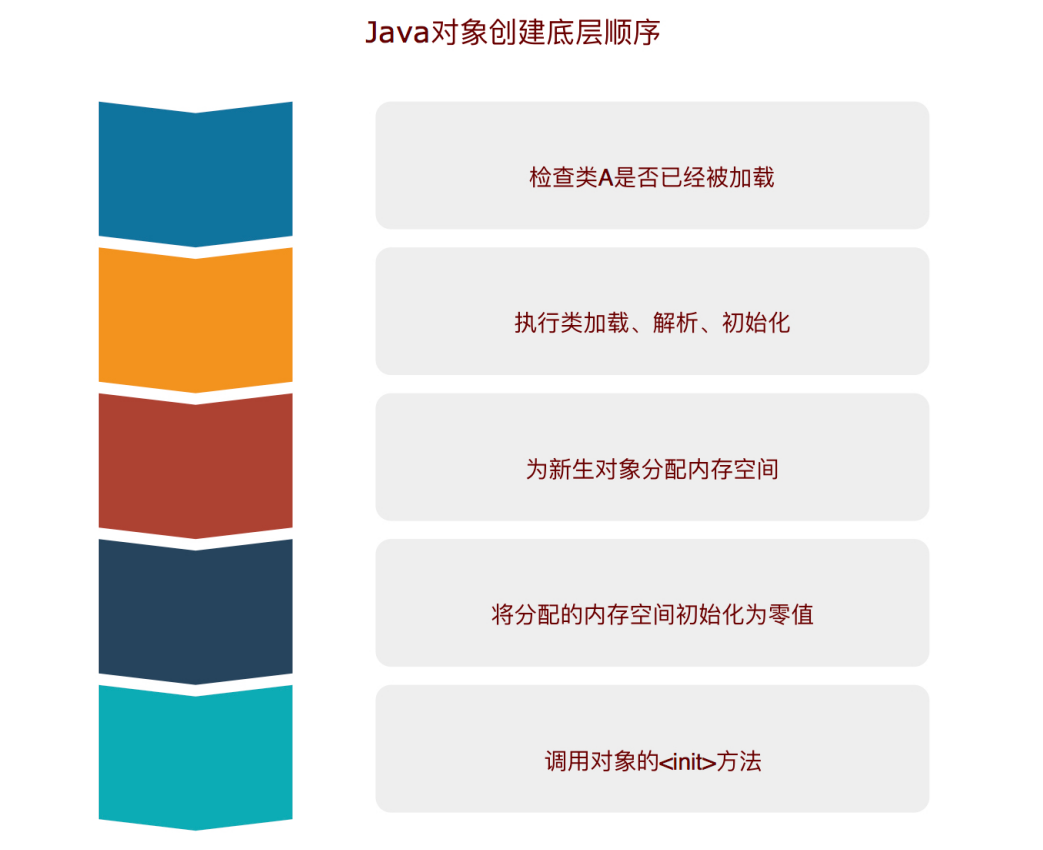 Java对象创建底层顺序
检查类A是否已经被加载
执行类加载、解析、初始化
为新生对象分配内存空间
将分配的内存空间初始化为零值
调用对象的<init>方法